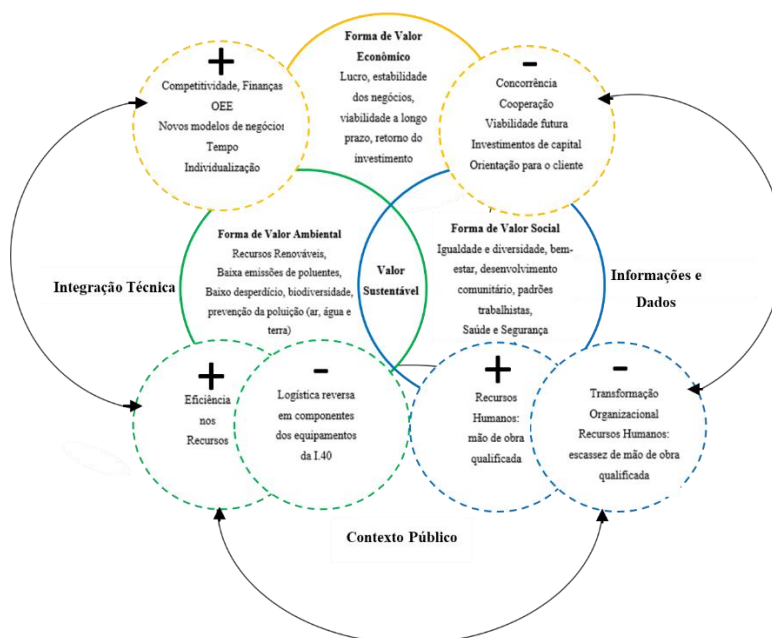 Forma de Valor
Econômico
Lucro, estabilidade
dos negócios,
viabilidade a longo
prazo, retorno do
investimento
+
Competitividade, Finanças
OEE
Novos modelos de negócios
Tempo
Individualização
-
Concorrência
Cooperação
Viabilidade futura
Investimentos de capital
Orientação para o cliente
Forma de Valor Ambiental
Recursos Renováveis,
Baixa emissões de poluentes,
Baixo desperdício, biodiversidade,
prevenção da poluição (ar, água e
terra)
Valor
Sustentável
Forma de Valor Social
Igualdade e diversidade, bem-
estar, desenvolvimento
comunitário, padrões
trabalhistas,
Saúde e Segurança
Integração Técnica
Informações e
Dados
+
Eficiência
nos
Recursos
-
Logística reversa
em componentes
dos equipamentos
da I.40
+
Recursos
Humanos:
mão de obra
qualificada
-
Transformação
Organizacional
Recursos Humanos:
escassez de mão de obra
qualificada
Contexto Público